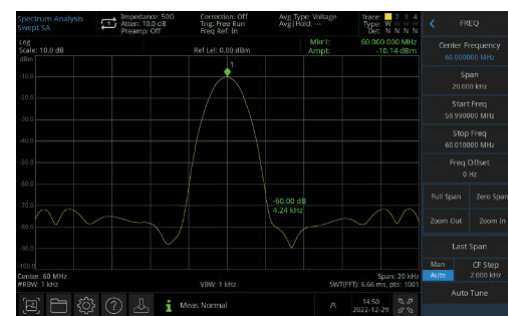 Spectrum Analysis
Swept SA
Impedance: 50Ω
Atten: 10.0 dB
Preamp: Off
Correction: Off
Trig: Free Run
Freq Ref: In
Avg Type: Voltage
Avg|Hold: ---
Trace: 1 2 3 4
Type: W W W W
Det: N N N N
Log
Scale: 10.0 dB
Ref Lel: 0.00 dBm
Mkr1: 60.000 000 MHz
Ampt: -10.14 dBm
dBm
1
-10.0
-20.0
-40.0
-80.0
-90.0
-100.0
-60.00 dB
4.24 kHz
Center: 60 MHz
#RBW: 1 kHz
VBW: 1 kHz
Span: 20 kHz
SWT(FFT): 6.66 ms, pts: 1001
FREQ
Center Frequency
60.000000 MHz
Span
20.000 kHz
Start Freq
59.990000 MHz
Stop Freq
60.010000 MHz
Freq Offset
0 Hz
Full Span
Zero Span
Zoom Out
Zoom In
Last Span
Man
Auto
CF Step
2.000 kHz
Auto Tune
Meas Normal
14:50
2022-12-29